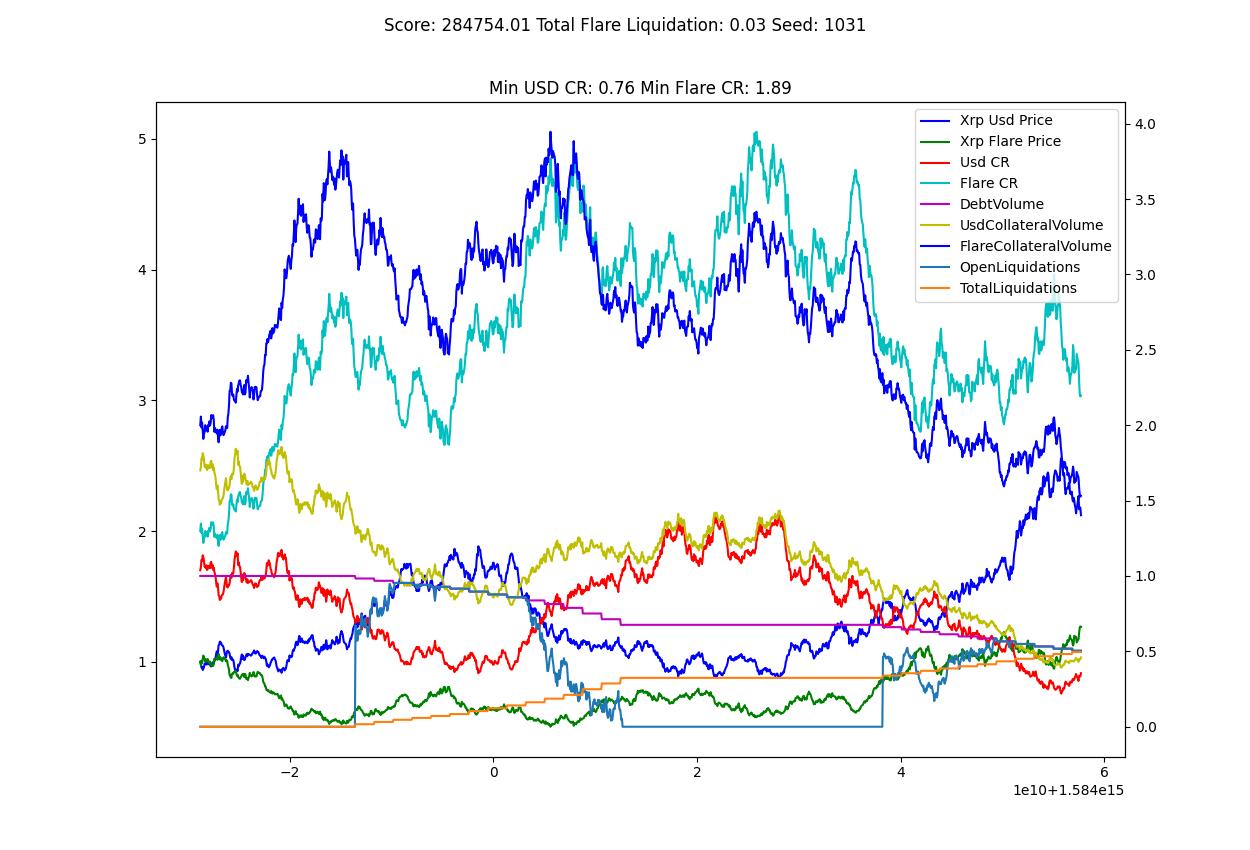 Score: 284754.01 Total Flare Liquidation: 0.03 Seed: 1031
Min USD CR: 0.76 Min Flare CR: 1.89
Xrp Usd Price
Xrp Flare Price
Usd CR
Flare CR
DebtVolume
UsdCollateralVolume
FlareCollateralVolume
OpenLiquidations
TotalLiquidations
5
4
3
2
1
4.0
3.5
3.0
2.5
2.0
1.5
1.0
0.5
0.0
−2 0 2 4 6
1e10+1.584e15